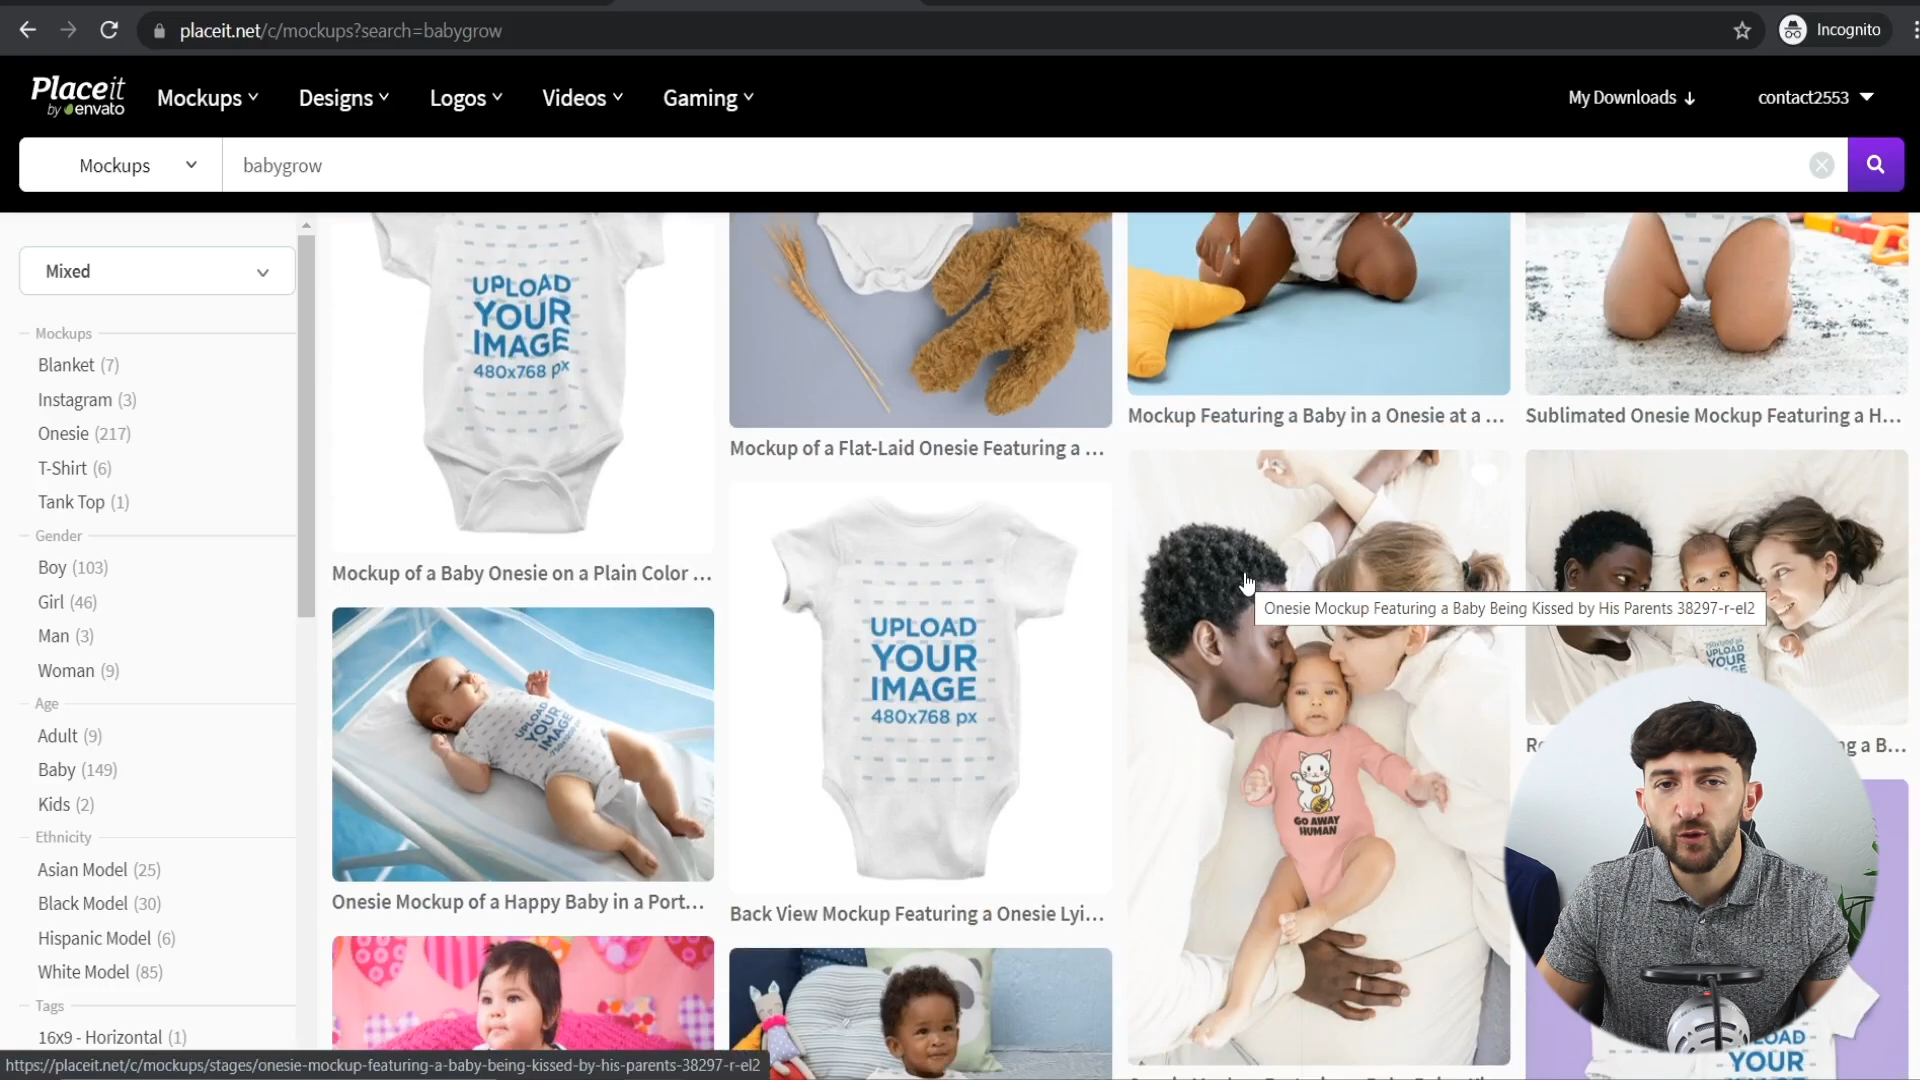 placeit.net/c/mockups?search=babygrow
Incognito
Placeit
by envato
Mockups
Designs
Logos
Videos
Gaming
My Downloads
contact2553
Mockups
babygrow
Mixed
Mockups
Blanket (7)
Instagram (3)
Onesie (217)
T-Shirt (6)
Tank Top (1)
Gender
Boy (103)
Girl (46)
Man (3)
Woman (9)
Age
Adult (9)
Baby (149)
Kids (2)
Ethnicity
Asian Model (25)
Black Model (30)
Hispanic Model (6)
White Model (85)
Tags
16x9 - Horizontal (1)
UPLOAD
YOUR
IMAGE
480x768 px
Mockup of a Baby Onesie on a Plain Color ...
UPLOAD
YOUR
IMAGE
Onesie Mockup of a Happy Baby in a Port...
Mockup of a Flat-Laid Onesie Featuring a ...
UPLOAD
YOUR
IMAGE
480x768 px
Back View Mockup Featuring a Onesie Lyi...
Mockup Featuring a Baby in a Onesie at a ...
GO AWAY
HUMAN
Onesie Mockup Featuring a Baby Being Kissed by His Parents 38297-r-el2
Sublimated Onesie Mockup Featuring a H...
UPLOAD
YOUR
g a B...
YOUR
https://placeit.net/c/mockups/stages/onesie-mockup-featuring-a-baby-being-kissed-by-his-parents-38297-r-el2